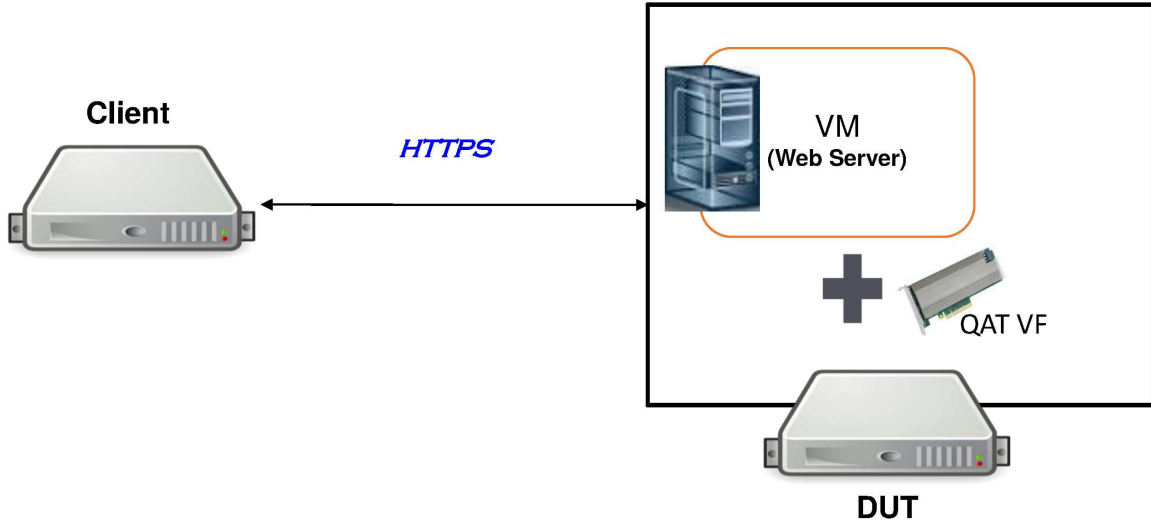 Client
HTTPS
VM
(Web Server)
QAT VF
DUT